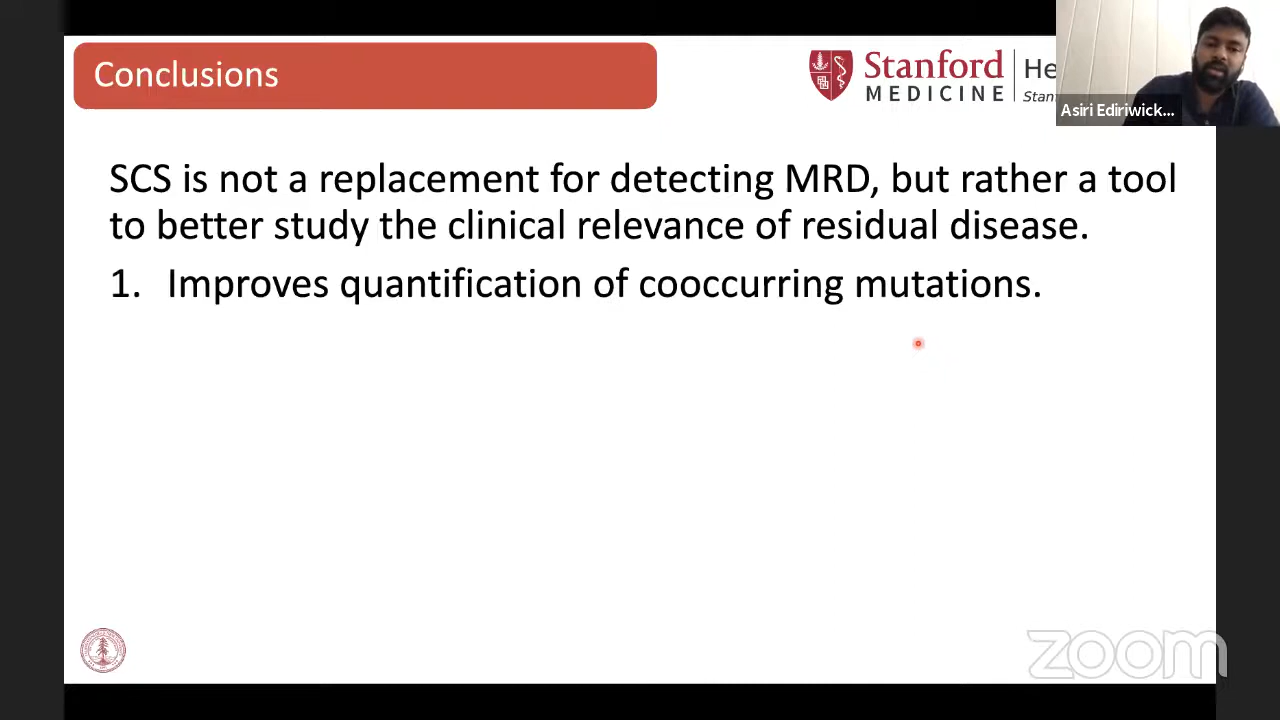 Conclusions
Stanford
MEDICINE
He
Stan
Asiri Ediriwick...
SCS is not a replacement for detecting MRD, but rather a tool
to better study the clinical relevance of residual disease.
1. Improves quantification of cooccurring mutations.
zoom